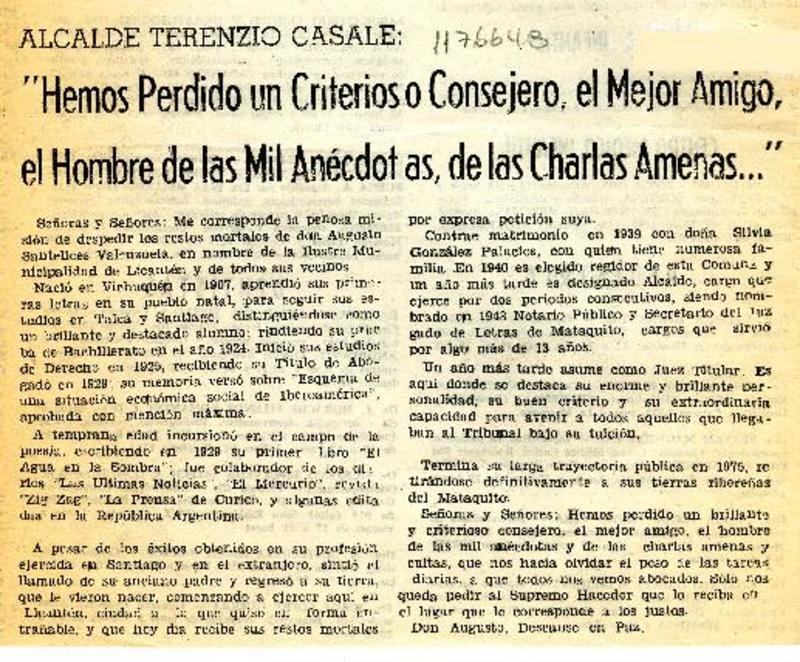 ALCALDE TERENZIO CASALE:
1176648
"Hemos Perdido un Criterios o Consejero, el Mejor Amigo,
el Hombre de las Mil Anécdot as, de las Charlas Amenas..."
Señoras y Señores: Me corresponde la penosa mi-
sión de despedir los restos mortales de don Augusto
Santelices Valenzuela, en nombre de la Ilustre Mu-
nicipalidad de Licantén y de todos sus vecinos
Nació en Vichuquén en 1907, aprendió sus prime-
ras letras en su pueblo natal, para seguir sus es-
tudios en Talca y Santiago, distinguiéndose como
un brillante y destacado alumno; rindiendo su prue
ba de Bachillerato en el año 1924. Inició sus estudios
de Derecho en 1925, recibiendo su Título de Abo-
gado en 1929; su memoria versó sobre "Esquema de
una situación económica social de Iberoamérica",
aprobada con mención máxima.
A temprana edad incursionó en el campo de la
poesía, escribiendo en 1929 su primer libro "El
Agua en la Sombra"; fue colaborador de los dia-
rios "Las Ultimas Noticias", "El Mercurio", revista
"Zig Zag", "La Prensa" de Curicó, y algunas edita
das en la República Argentina.
A pesar de los éxitos obtenidos en su profesión
ejercida en Santiago y en el extranjero, sintió el
llamado de su anciano padre y regresó a su tierra,
que le vieron nacer, comenzando a ejercer aquí en
Licantén, ciudad a la que quiso en forma en-
trañable, y que hoy día recibe sus restos mortales
por expresa petición suya.
Contrae matrimonio en 1939 con doña Silvia
González Palacios, con quien tiene numerosa fa-
milia. En 1940 es elegido regidor de esta Comuna y
un año más tarde es designado Alcalde, cargo que
ejerce por dos períodos consecutivos, siendo nom-
brado en 1943 Notario Público y Secretario del Juz
gado de Letras de Mataquito, cargos que sirvió
por algo más de 13 años.
Un año más tarde asume como Juez Titular. Es
aquí donde se destaca su enorme y brillante per-
sonalidad, su buen criterio y su extraordinaria
capacidad para avenir a todos aquellos que llega-
ban al Tribunal bajo su tuición.
Termina su larga trayectoria pública en 1975, re
tirándose definitivamente a sus tierras ribereñas
del Mataquito.
Señoras y Señores: Hemos perdido un brillante
y criterioso consejero, el mejor amigo, el hombre
de las mil anécdotas y de las charlas amenas y
cultas, que nos hacía olvidar el peso de las tareas
diarias, a que todos nos vemos abocados. Sólo nos
queda pedir al Supremo Hacedor que lo reciba en
el lugar que le corresponde a los justos.
Don Augusto, Descanse en Paz.